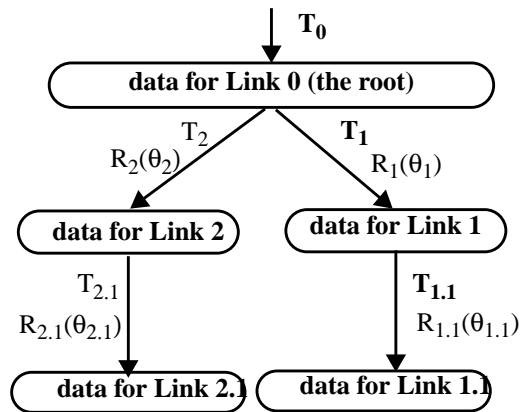 T0
data for Link 0 (the root)
T2
R2(θ2)
T1
R1(θ1)
data for Link 2
data for Link 1
T2.1
R2.1(θ2.1)
T1.1
R1.1(θ1.1)
data for Link 2.1
data for Link 1.1